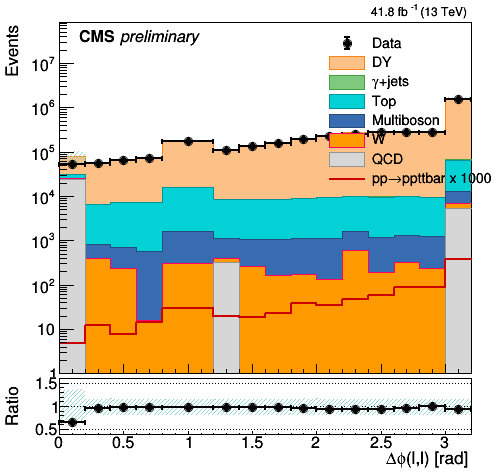 41.8 fb⁻¹ (13 TeV)
CMS preliminary
Events
Data
DY
γ+jets
Top
Multiboson
W
QCD
pp→ppttbar x 1000
10⁷
10⁶
10⁵
10⁴
10³
10²
10
1
Ratio
1.5
1
0.5
0 0.5 1 1.5 2 2.5 3
Δϕ(l,l) [rad]